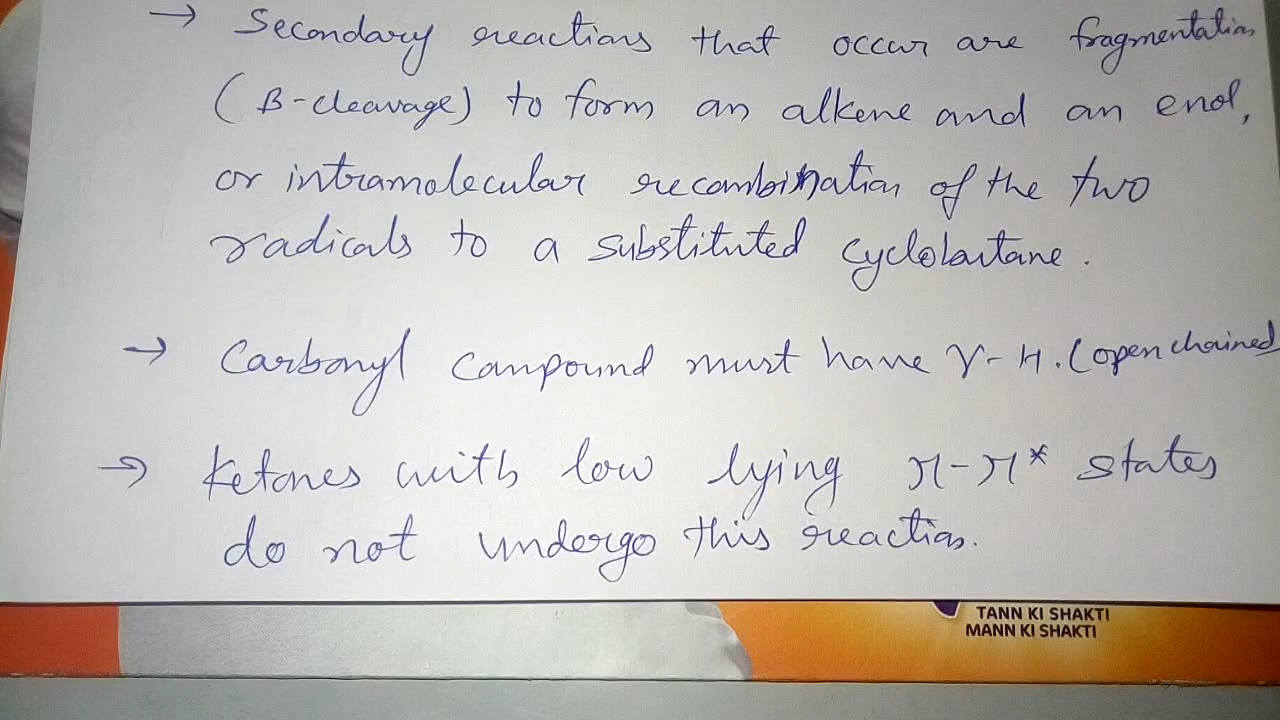 → Secondary reactions that occur are fragmentation
(β-cleavage) to form an alkene and an enol,
or intramolecular recombination of the two
radicals to a substituted cyclobutane.
→ Carbonyl compound must have γ-H. (open chained
→ Ketones with low lying π-π* states
do not undergo this reaction.
TANN KI SHAKTI
MANN KI SHAKTI